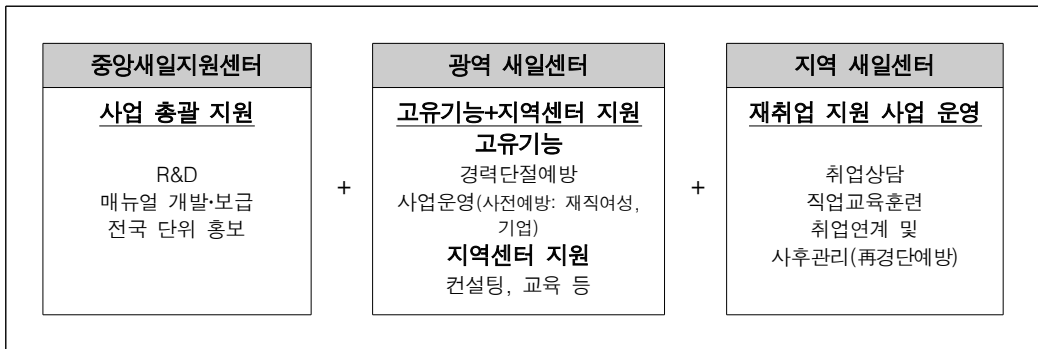 중앙새일지원센터
사업 총괄 지원
R&D
매뉴얼 개발·보급
전국 단위 홍보
+
광역 새일센터
고유기능+지역센터 지원
고유기능
경력단절예방
사업운영(사전예방: 재직여성,
기업)
지역센터 지원
컨설팅, 교육 등
+
지역 새일센터
재취업 지원 사업 운영
취업상담
직업교육훈련
취업연계 및
사후관리(再경단예방)